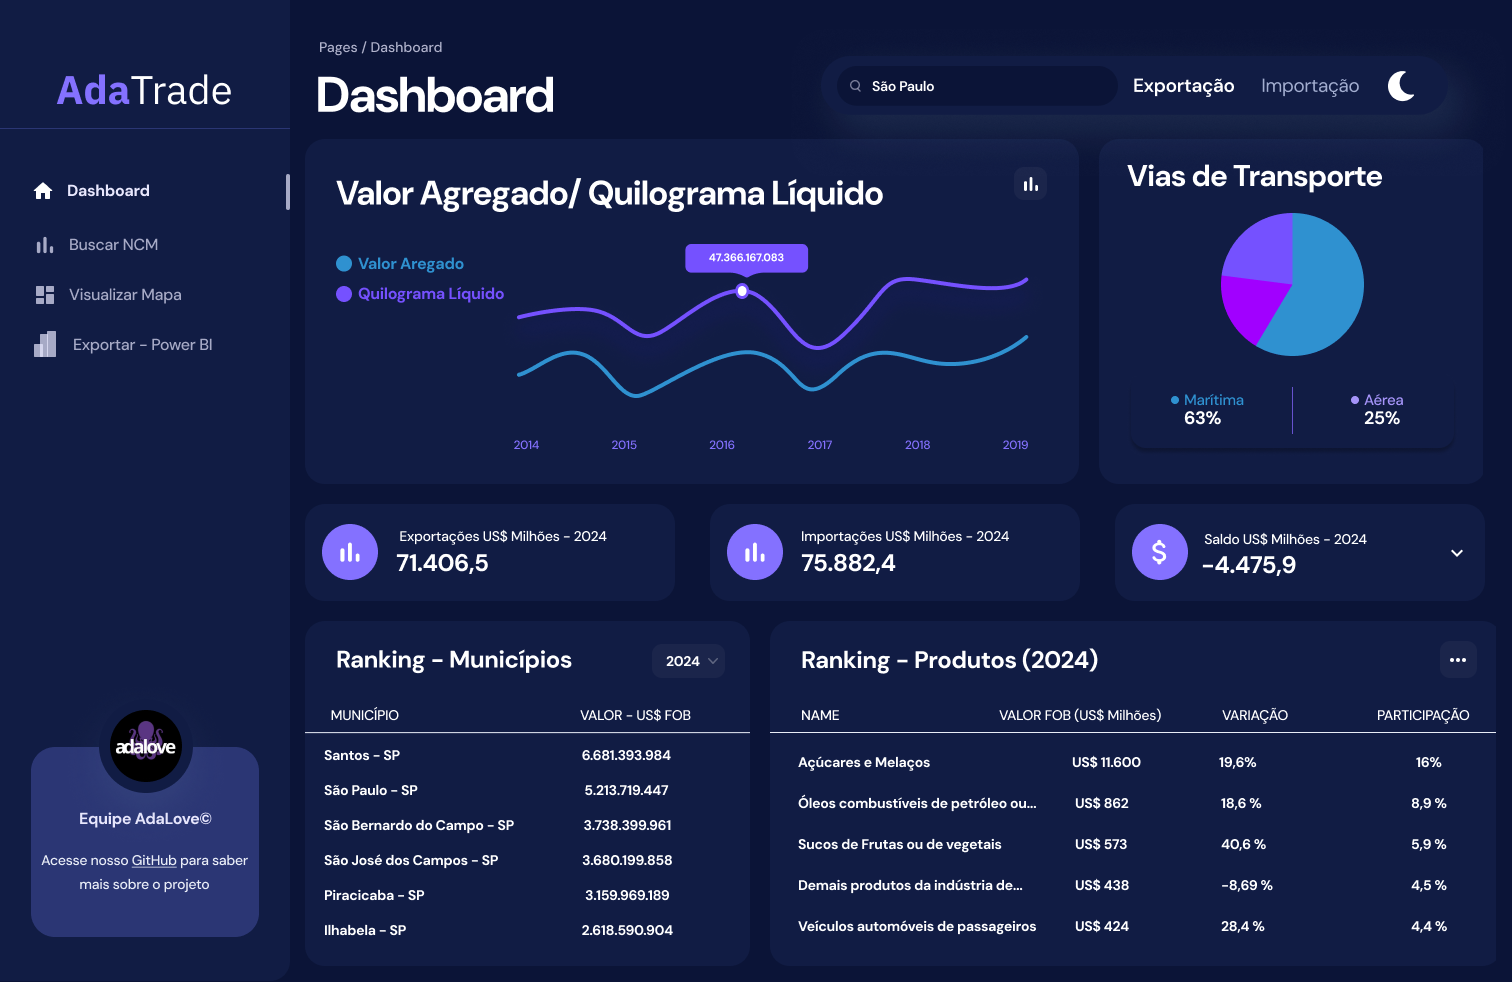 AdaTrade
Dashboard
Buscar NCM
Visualizar Mapa
Exportar - Power BI
adalove
Equipe AdaLove©
Acesse nosso GitHub para saber
mais sobre o projeto
Pages / Dashboard
Dashboard
São Paulo
Exportação
Importação
Valor Agregado/ Quilograma Líquido
Valor Aregado
Quilograma Líquido
47.366.167.083
2014 2015 2016 2017 2018 2019
Vias de Transporte
Marítima
63%
Aérea
25%
Exportações US$ Milhões - 2024
71.406,5
Importações US$ Milhões - 2024
75.882,4
Saldo US$ Milhões - 2024
-4.475,9
Ranking - Municípios
2024
MUNICÍPIO VALOR - US$ FOB
Santos - SP 6.681.393.984
São Paulo - SP 5.213.719.447
São Bernardo do Campo - SP 3.738.399.961
São José dos Campos - SP 3.680.199.858
Piracicaba - SP 3.159.969.189
Ilhabela - SP 2.618.590.904
Ranking - Produtos (2024)
NAME VALOR FOB (US$ Milhões) VARIAÇÃO PARTICIPAÇÃO
Açúcares e Melaços US$ 11.600 19,6% 16%
Óleos combustíveis de petróleo ou... US$ 862 18,6 % 8,9 %
Sucos de Frutas ou de vegetais US$ 573 40,6 % 5,9 %
Demais produtos da indústria de... US$ 438 -8,69 % 4,5 %
Veículos automóveis de passageiros US$ 424 28,4 % 4,4 %